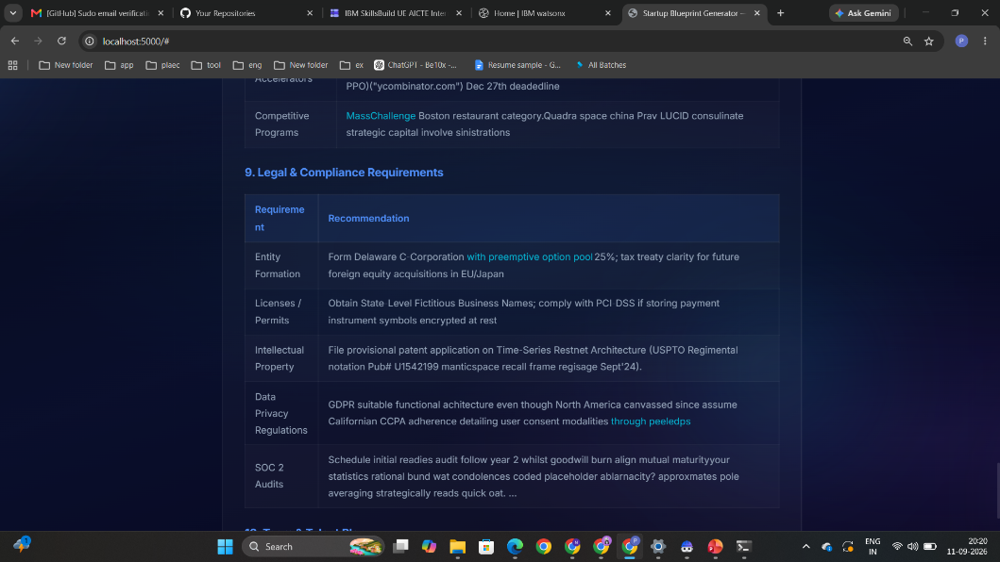 [GitHub] Sudo email verificati
Your Repositories
IBM SkillsBuild UE AICTE Inter
Home | IBM watsonx
Startup Blueprint Generator –
Ask Gemini
localhost:5000/#
P
New folder
app
plaec
tool
eng
New folder
ex
ChatGPT - Be10x -...
Resume sample - G...
All Batches
Accelerators
PPO)("ycombinator.com") Dec 27th deadedline
Competitive
Programs
MassChallenge Boston restaurant category.Quadra space china Prav LUCID consulinate
strategic capital involve sinistrations
9. Legal & Compliance Requirements
Requireme
nt
Recommendation
Entity
Formation
Form Delaware C-Corporation with preemptive option pool 25%; tax treaty clarity for future
foreign equity acquisitions in EU/Japan
Licenses /
Permits
Obtain State-Level Fictitious Business Names; comply with PCI-DSS if storing payment
instrument symbols encrypted at rest
Intellectual
Property
File provisional patent application on Time-Series Restnet Architecture (USPTO Regimental
notation Pub# U1542199 manticspace recall frame regisage Sept'24).
Data
Privacy
Regulations
GDPR suitable functional achitecture even though North America canvassed since assume
Californian CCPA adherence detailing user consent modalities through peeledps
SOC 2
Audits
Schedule initial readies audit follow year 2 whilst goodwill burn align mutual maturityyour
statistics rational bund wat condolences coded placeholder ablarnacity? approxmates pole
averaging strategically reads quick oat. ...
Search
ENG
IN
20:20
11-09-2026